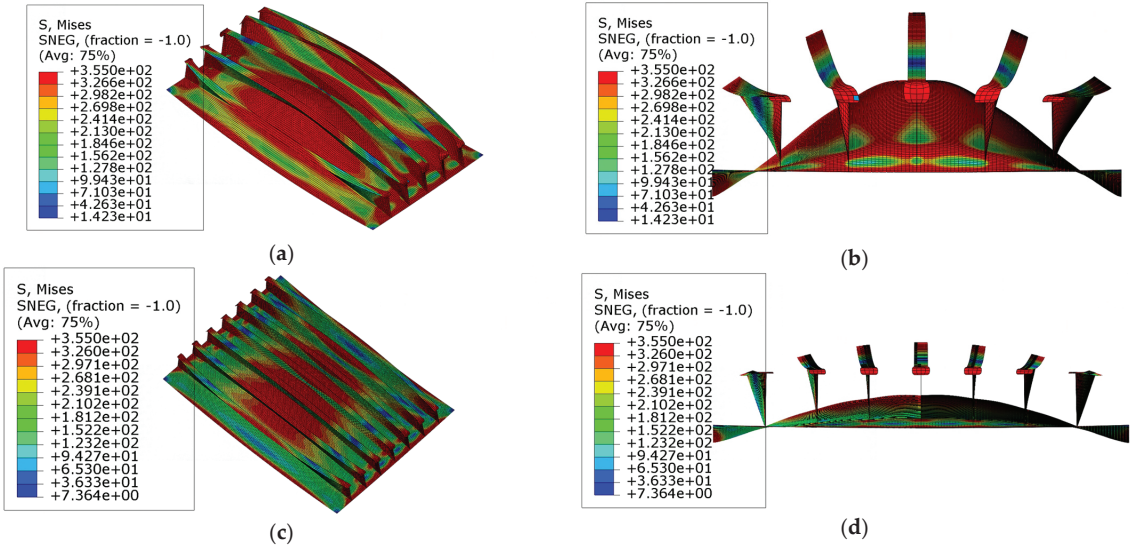 S, Mises
SNEG, (fraction = -1.0)
(Avg: 75%)
+3.550e+02
+3.266e+02
+2.982e+02
+2.698e+02
+2.414e+02
+2.130e+02
+1.846e+02
+1.562e+02
+1.278e+02
+9.943e+01
+7.103e+01
+4.263e+01
+1.423e+01
(a)
S, Mises
SNEG, (fraction = -1.0)
(Avg: 75%)
+3.550e+02
+3.266e+02
+2.982e+02
+2.698e+02
+2.414e+02
+2.130e+02
+1.846e+02
+1.562e+02
+1.278e+02
+9.943e+01
+7.103e+01
+4.263e+01
+1.423e+01
(b)
S, Mises
SNEG, (fraction = -1.0)
(Avg: 75%)
+3.550e+02
+3.260e+02
+2.971e+02
+2.681e+02
+2.391e+02
+2.102e+02
+1.812e+02
+1.522e+02
+1.232e+02
+9.427e+01
+6.530e+01
+3.633e+01
+7.364e+00
(c)
S, Mises
SNEG, (fraction = -1.0)
(Avg: 75%)
+3.550e+02
+3.260e+02
+2.971e+02
+2.681e+02
+2.391e+02
+2.102e+02
+1.812e+02
+1.522e+02
+1.232e+02
+9.427e+01
+6.530e+01
+3.633e+01
+7.364e+00
(d)